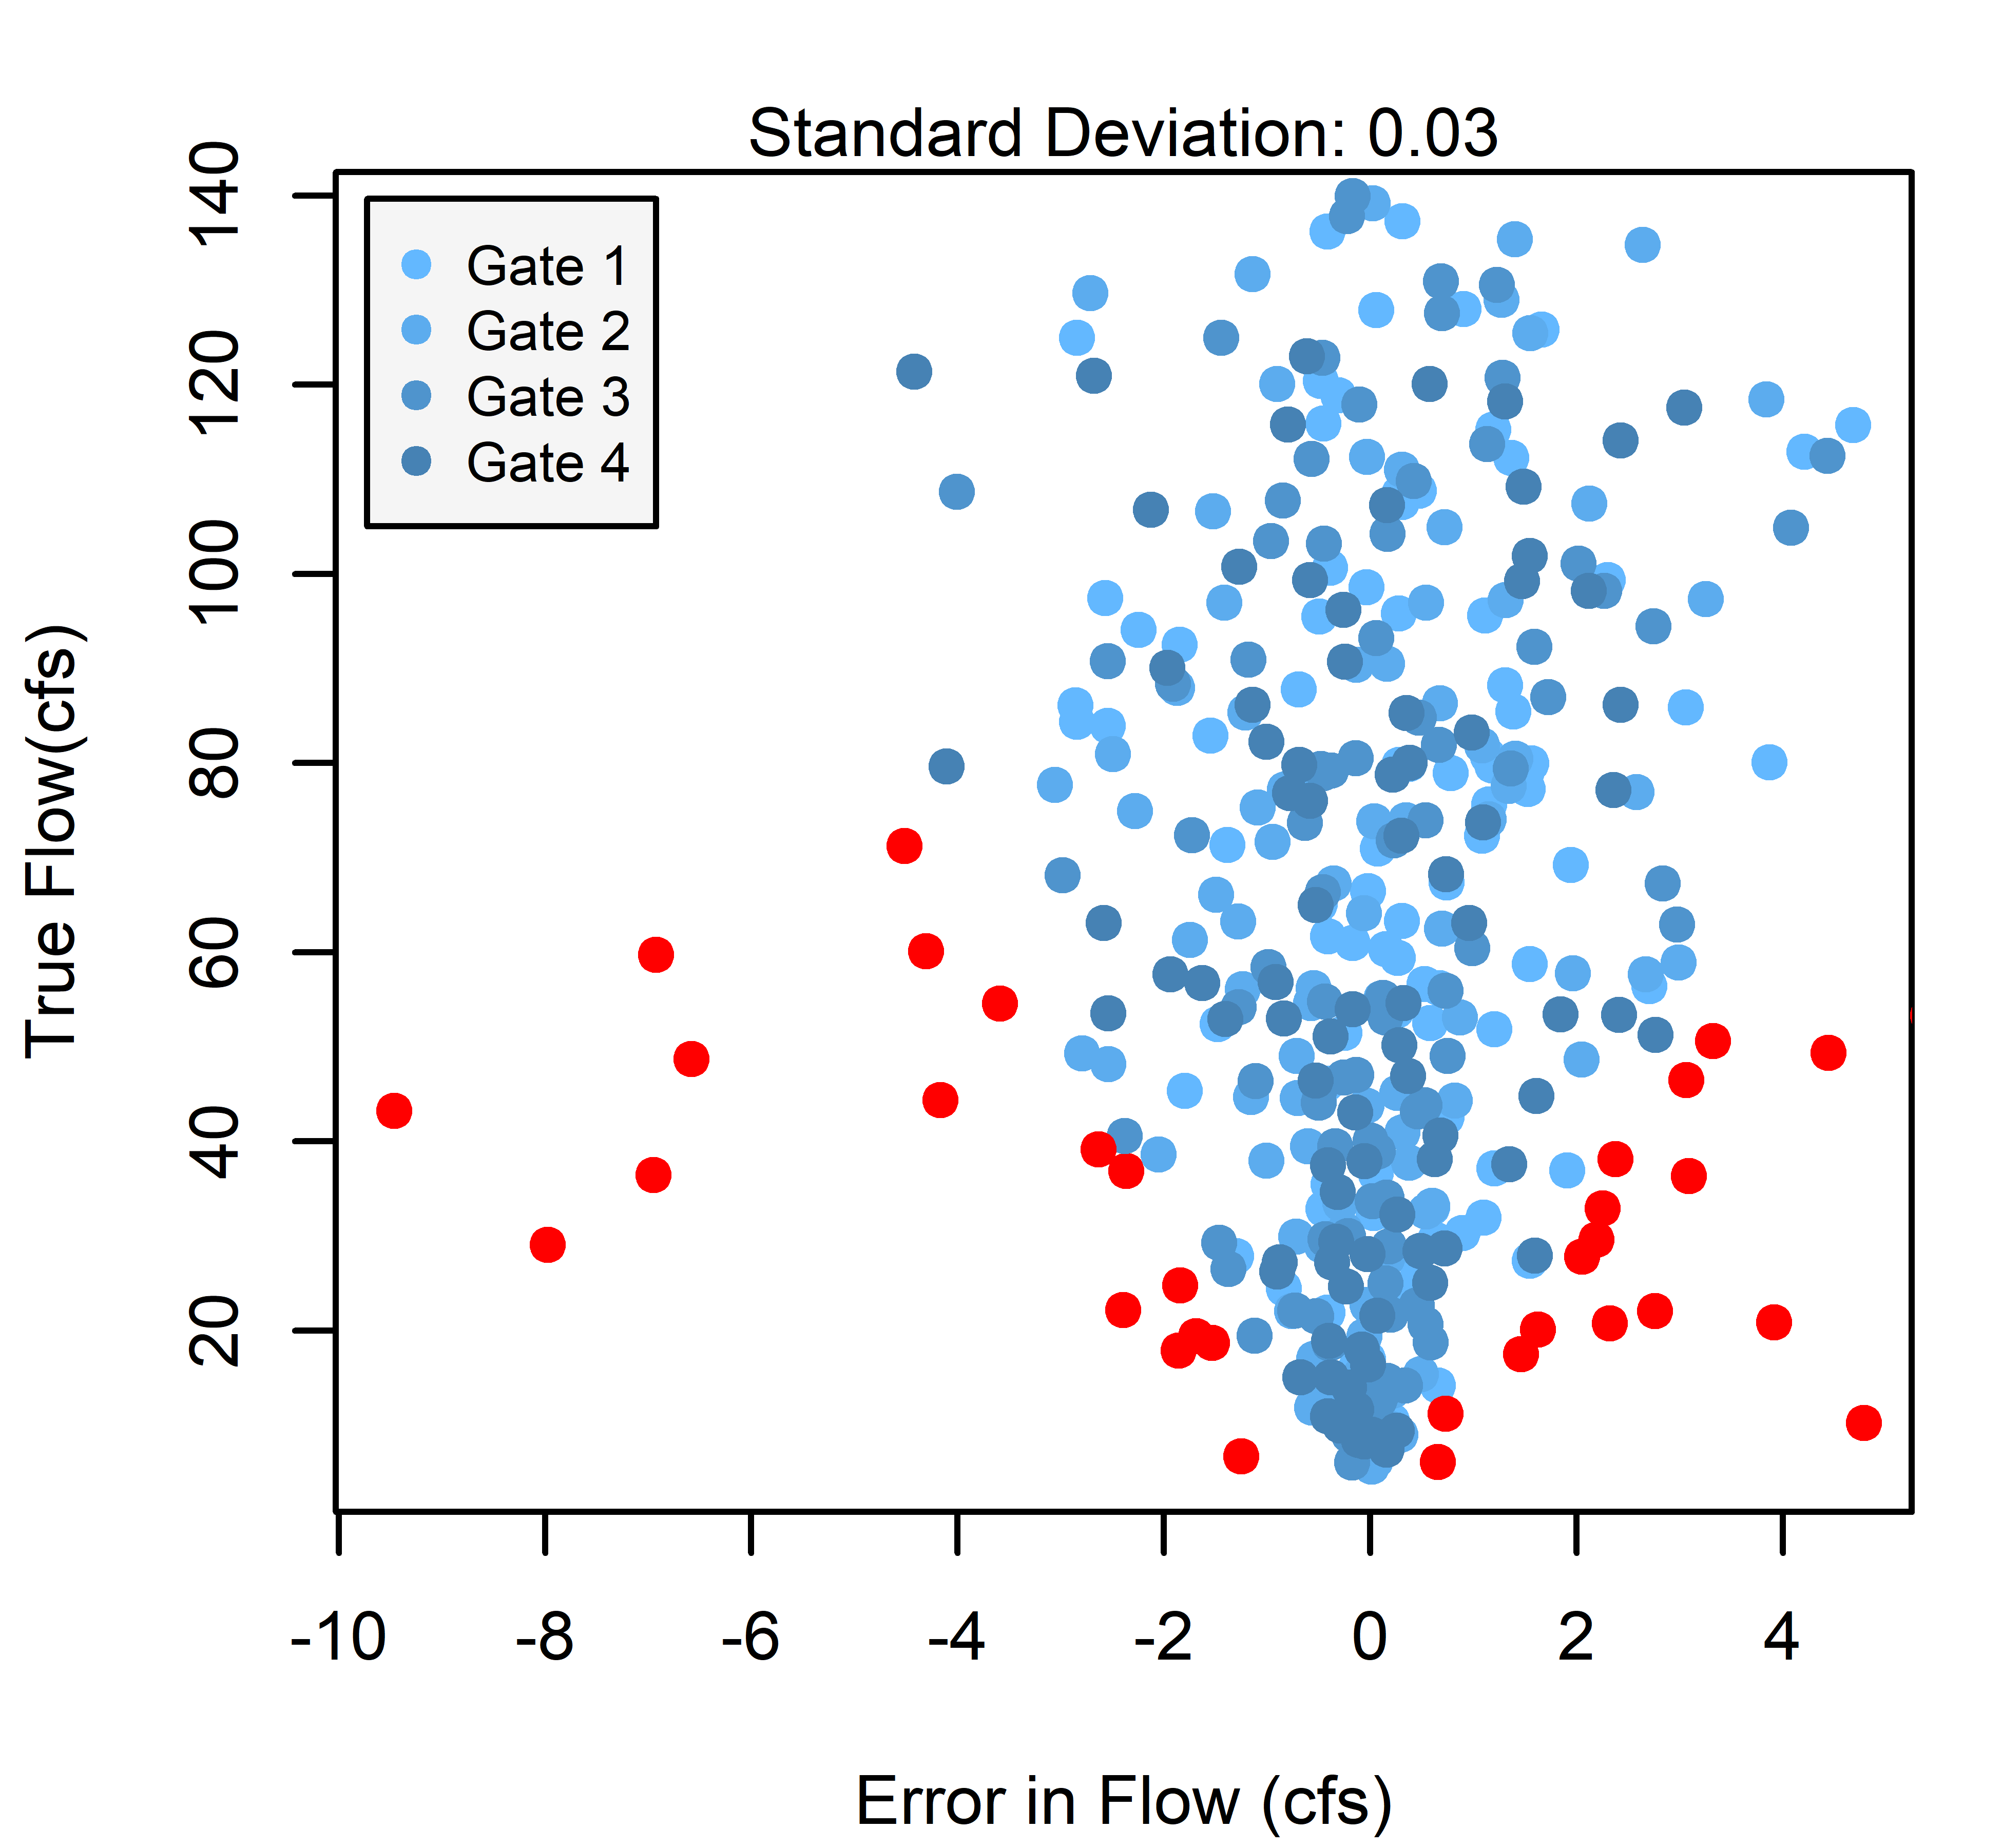 Standard Deviation: 0.03
Gate 1
Gate 2
Gate 3
Gate 4
True Flow(cfs)
140
120
100
80
60
40
20
-10 -8 -6 -4 -2 0 2 4
Error in Flow (cfs)